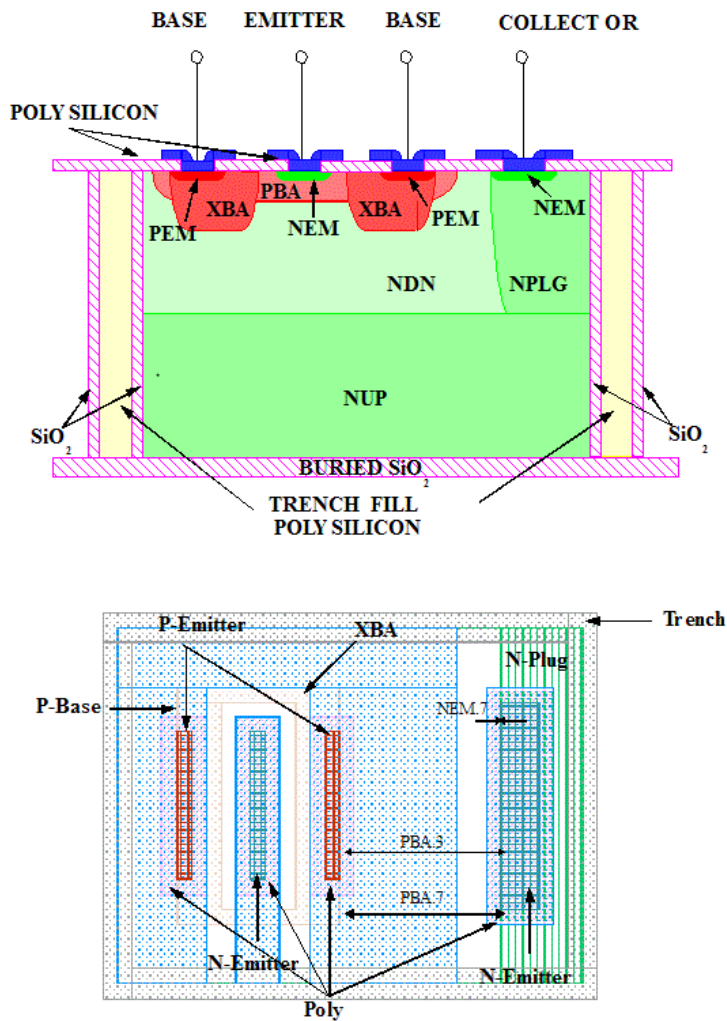 BASE EMITTER BASE COLLECT OR
POLY SILICON
PBA
XBA XBA
PEM NEM PEM NEM
NDN NPLG
NUP
SiO2 SiO2
BURIED SiO2
TRENCH FILL
POLY SILICON
Trench
P-Emitter XBA
N-Plug
P-Base NEM.7
PBA.3
PBA.7
N-Emitter N-Emitter
Poly